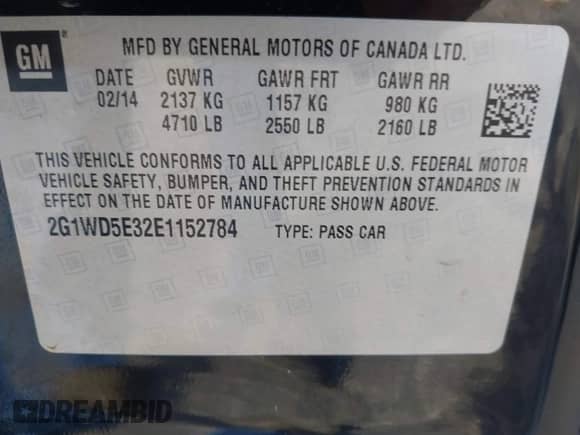 GM
MFD BY GENERAL MOTORS OF CANADA LTD.
DATE GVWR GAWR FRT GAWR RR
02/14 2137 KG 1157 KG 980 KG
4710 LB 2550 LB 2160 LB
THIS VEHICLE CONFORMS TO ALL APPLICABLE U.S. FEDERAL MOTOR
VEHICLE SAFETY, BUMPER, AND THEFT PREVENTION STANDARDS IN
EFFECT ON THE DATE OF MANUFACTURE SHOWN ABOVE.
2G1WD5E32E1152784 TYPE: PASS CAR
DREAMBID